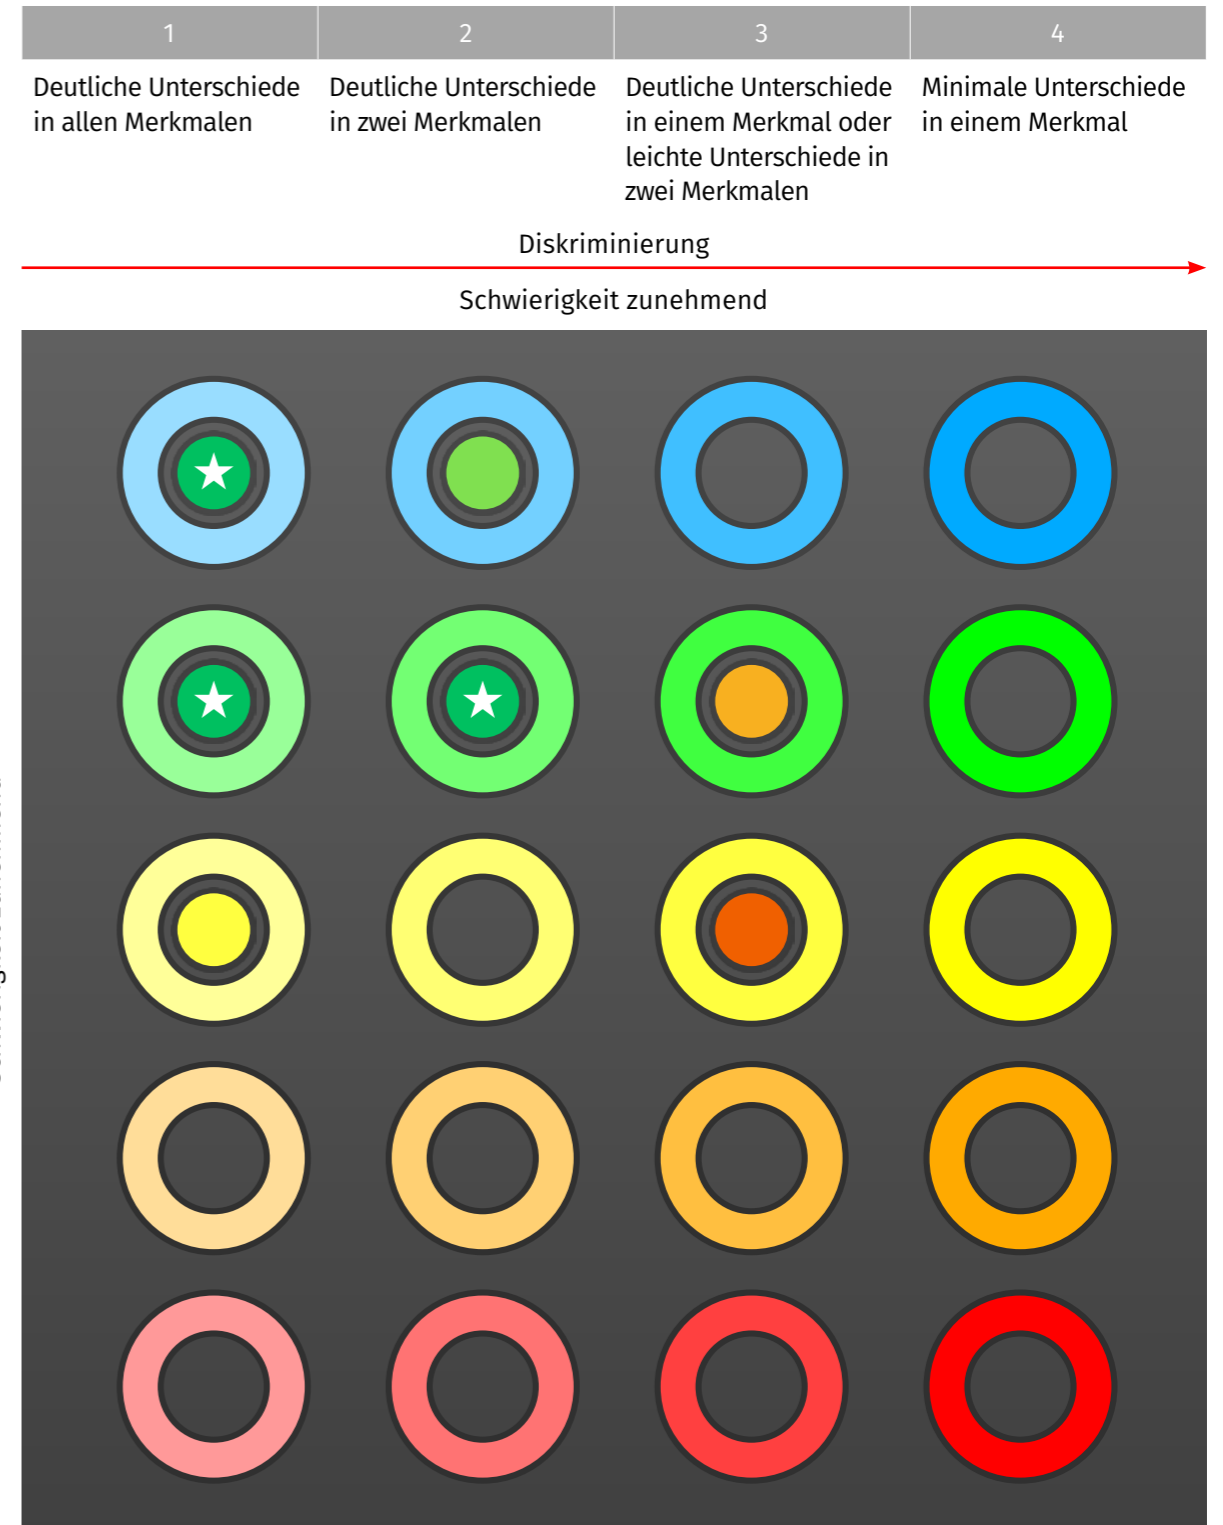 1
2
3
4
Deutliche Unterschiede
in allen Merkmalen
Deutliche Unterschiede
in zwei Merkmalen
Deutliche Unterschiede
in einem Merkmal oder
leichte Unterschiede in
zwei Merkmalen
Minimale Unterschiede
in einem Merkmal
Diskriminierung
Schwierigkeit zunehmend